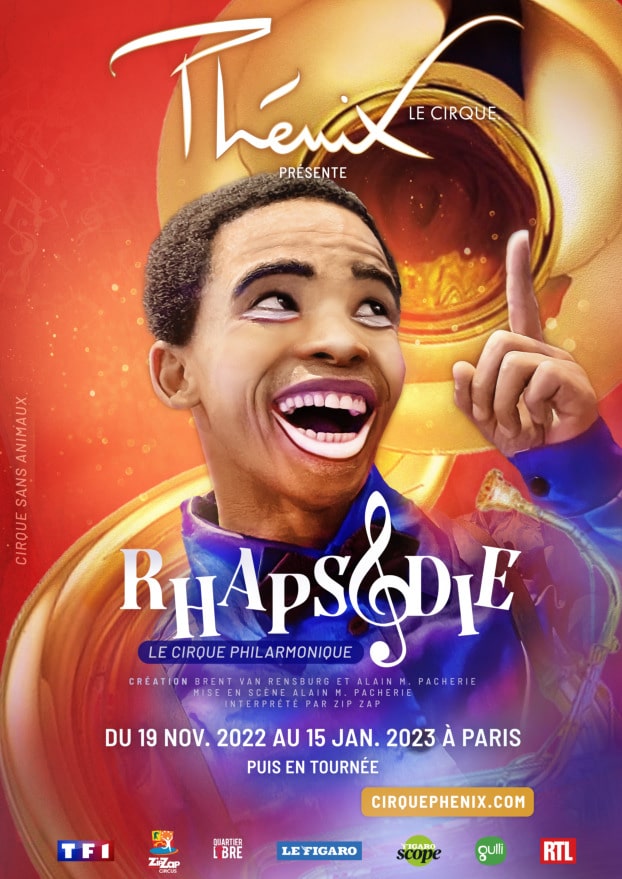 Phénix
LE CIRQUE.
PRÉSENTE
CIRQUE SANS ANIMAUX
RHAPSODIE
LE CIRQUE PHILARMONIQUE
CRÉATION BRENT VAN RENSBURG ET ALAIN M. PACHERIE
MISE EN SCÈNE ALAIN M. PACHERIE
INTERPRÉTÉ PAR ZIP ZAP
DU 19 NOV. 2022 AU 15 JAN. 2023 À PARIS
PUIS EN TOURNÉE
CIRQUEPHENIX.COM
TF1
ZIP ZAP
CIRCUS
QUARTIER
LIBRE
LE FIGARO
FIGARO
SCOPE
gulli
RTL